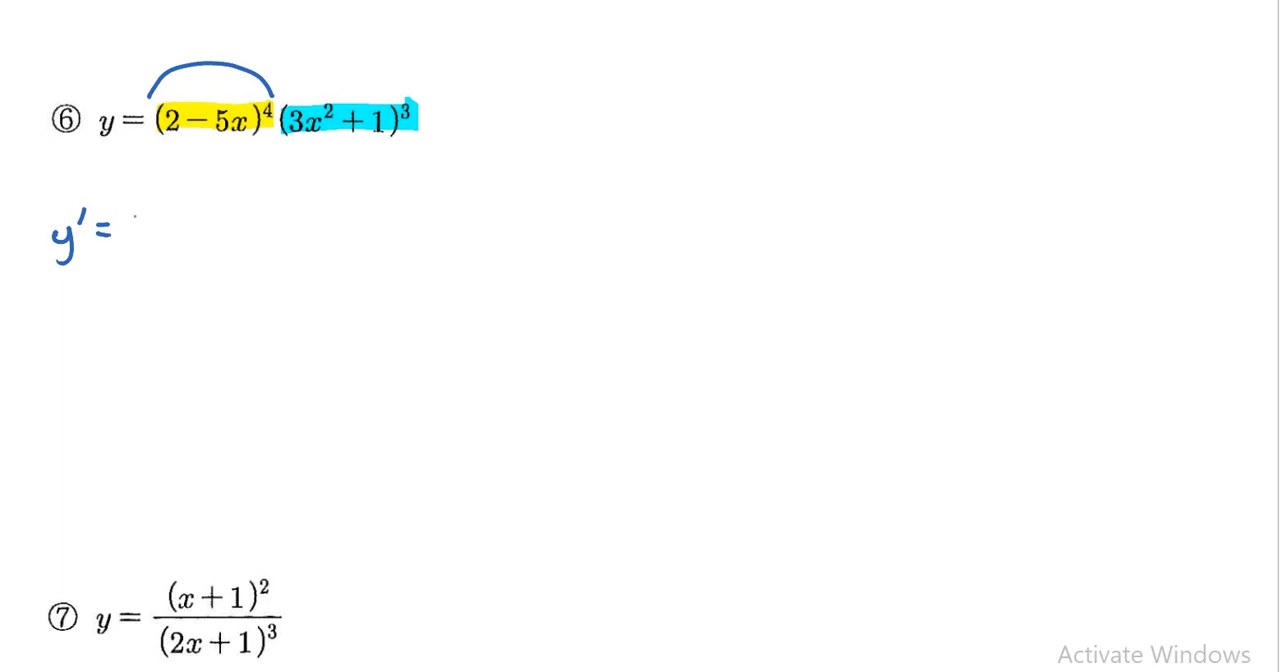 ⑥ y = (2 − 5x)⁴ (3x² + 1)³
y' =
⑦ y = (x + 1)² / (2x + 1)³
Activate Windows